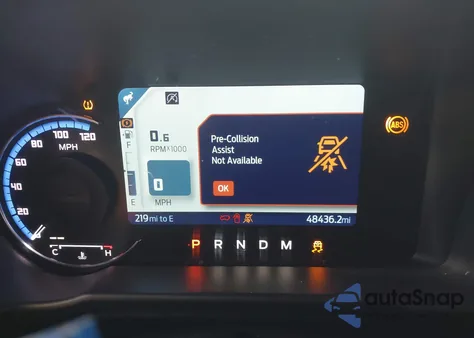 120
100
80
60
40
20
MPH
C
H
F
E
0.6
RPM X1000
0
MPH
Pre-Collision
Assist
Not Available
OK
ABS
219 mi to E
48436.2mi
P R N D M
autoSnap